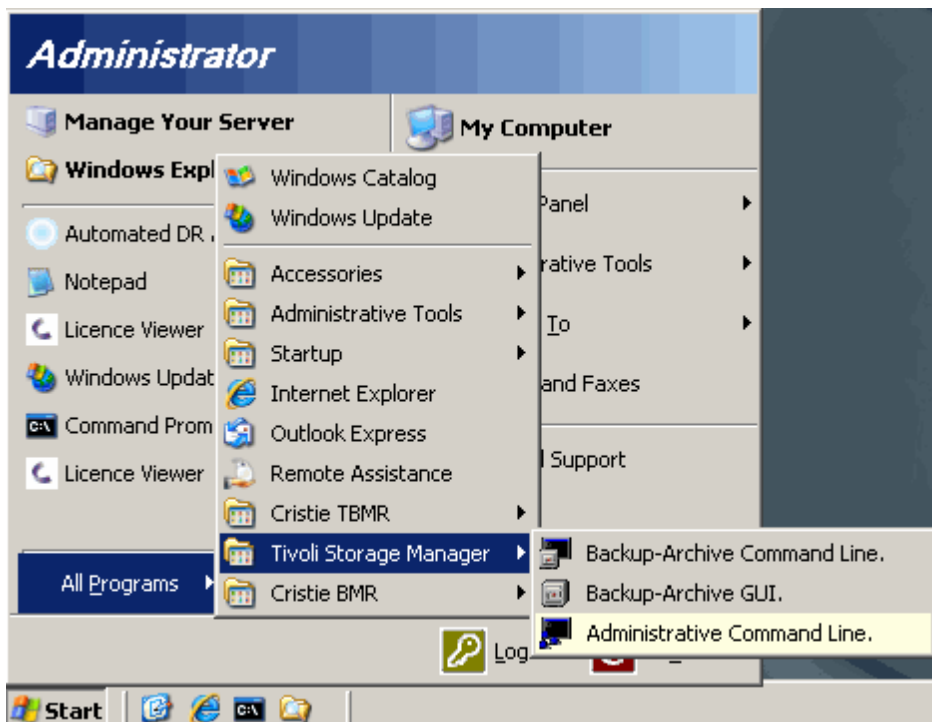 Administrator
Manage Your Server
My Computer
Windows Expl
Windows Catalog
Windows Update
Panel
Automated DR
rative Tools
Notepad
Accessories
Administrative Tools
To
Licence Viewer
Startup
Windows Updat
Internet Explorer
and Faxes
Command Prom
Outlook Express
Licence Viewer
Remote Assistance
Support
Cristie TBMR
Tivoli Storage Manager
Backup-Archive Command Line.
All Programs
Cristie BMR
Backup-Archive GUI.
Administrative Command Line.
Log
Start